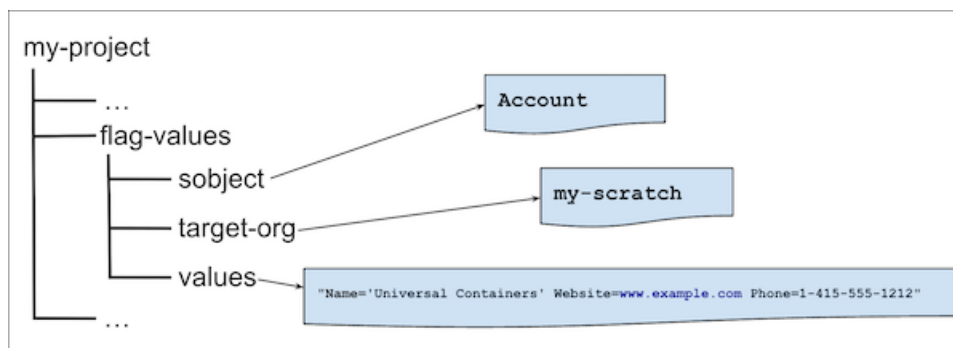 my-project
...
flag-values
sobject
Account
target-org
my-scratch
values
"Name='Universal Containers' Website=www.example.com Phone=1-415-555-1212"
...